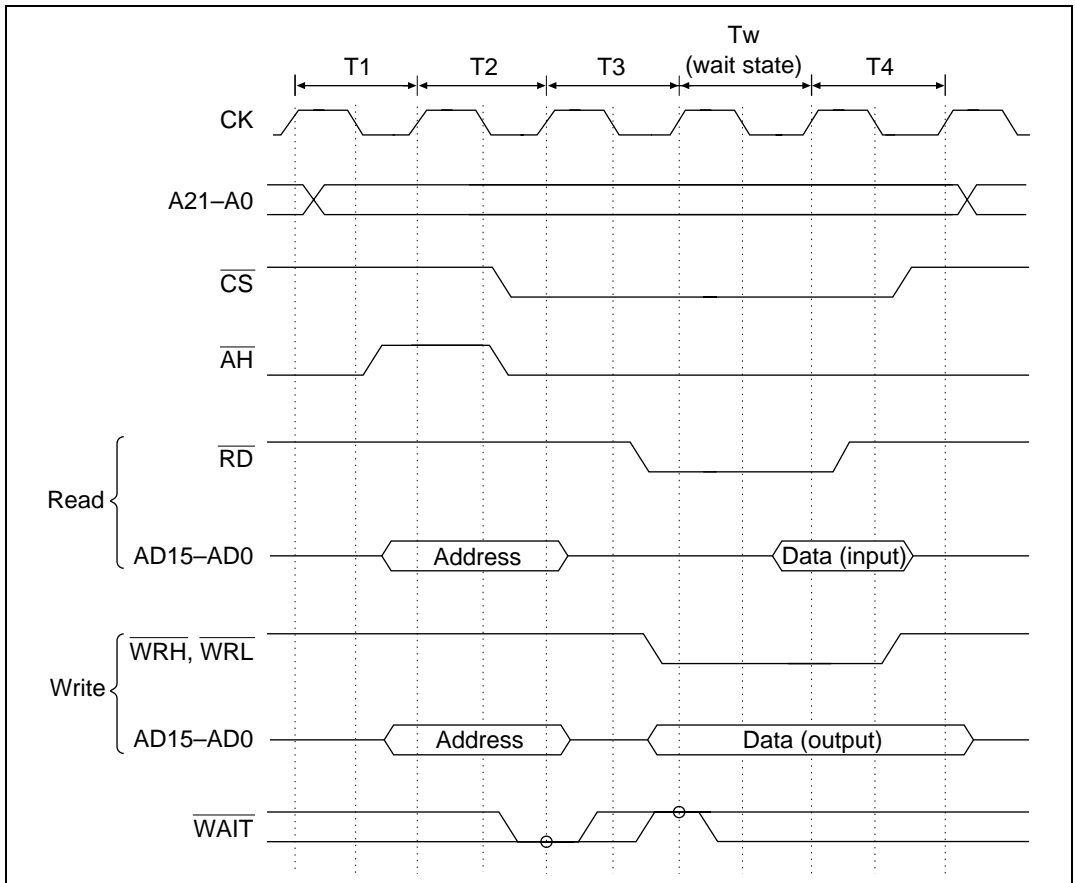 Tw
T1 T2 T3 (wait state) T4
CK
A21–A0
CS
AH
RD
Read
AD15–AD0 Address Data (input)
WRH, WRL
Write
AD15–AD0 Address Data (output)
WAIT